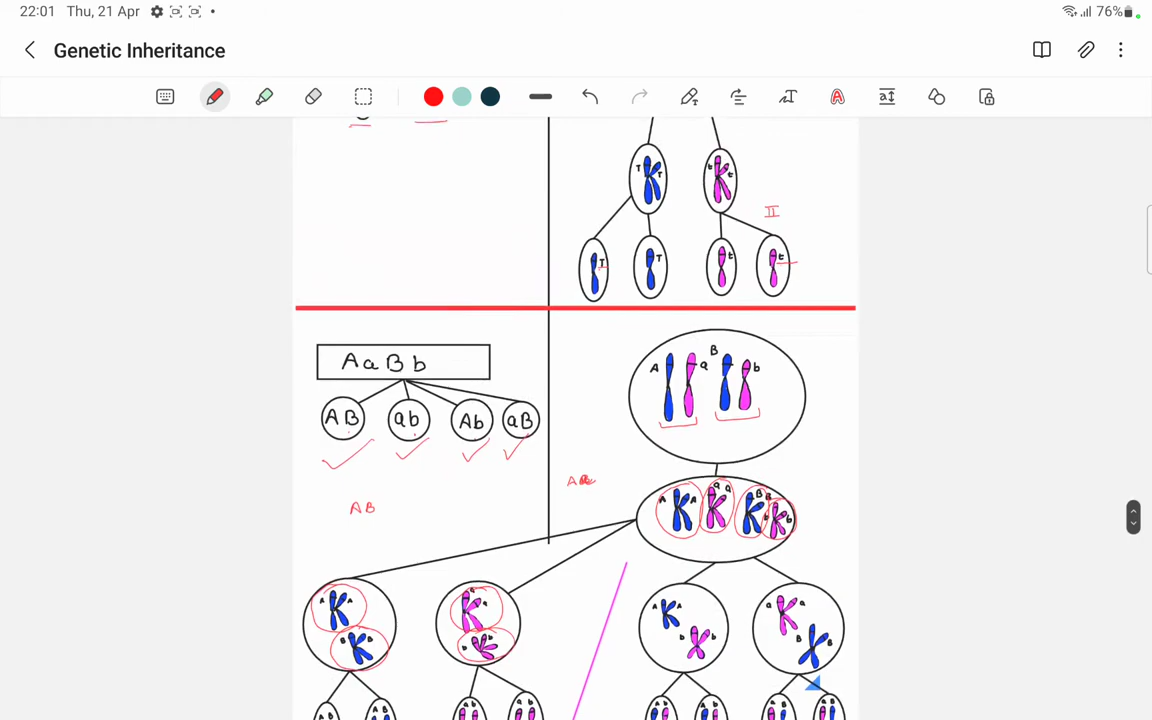 22:01 Thu, 21 Apr 76%
Genetic Inheritance
T T t t
II
T T t t
AaBb
A a B b
AB ab Ab aB
AB
A A a a B B b b
A A a a A A a a
B B b b b b B B